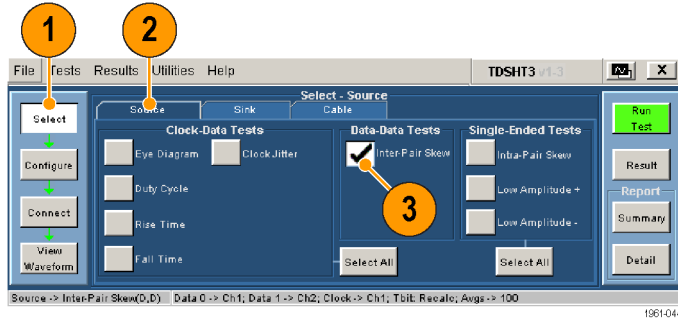 1
2
File Tests Results Utilities Help TDSHT3 v1.3 X
Select - Source
Select
Source Sink Cable
Run Test
Clock-Data Tests Data-Data Tests Single-Ended Tests
Eye Diagram Clock Jitter Inter-Pair Skew Intra-Pair Skew
Configure
Result
Duty Cycle Low Amplitude +
3
Report
Connect
Rise Time Low Amplitude -
Summary
View Waveform
Fall Time Select All Select All
Detail
Source -> Inter-Pair Skew(D,D) Data 0 -> Ch1; Data 1 -> Ch2; Clock -> Ch1; Tbit: Recalc; Avgs -> 100
1961-04